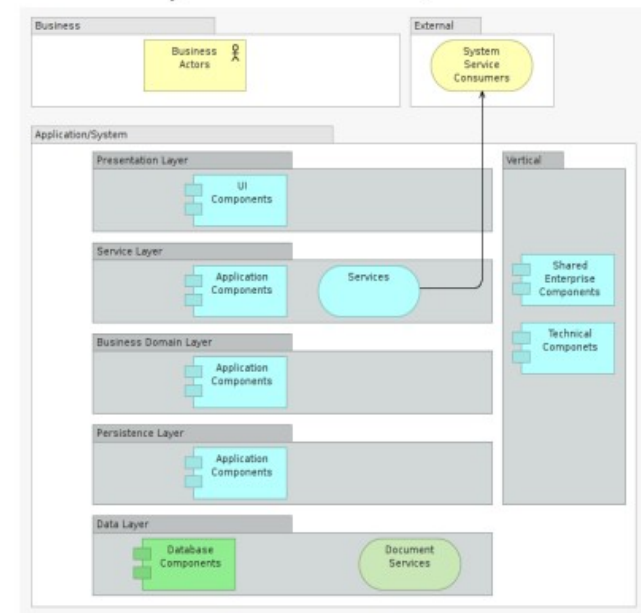 Business
Business
Actors
External
System
Service
Consumers
Application/System
Presentation Layer
UI
Components
Service Layer
Application
Components
Services
Business Domain Layer
Application
Components
Persistence Layer
Application
Components
Data Layer
Database
Components
Document
Services
Vertical
Shared
Enterprise
Components
Technical
Componets